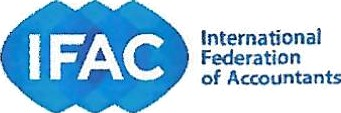 IFAC
International
Federation
of Accountants